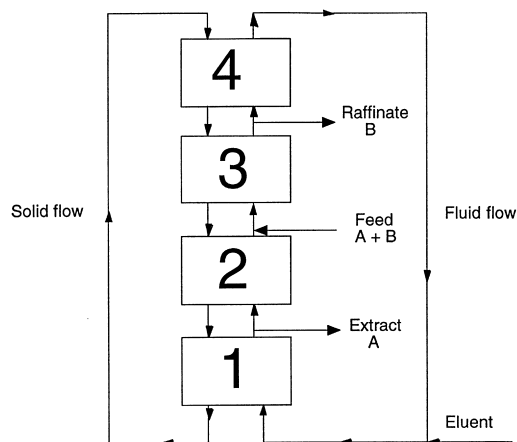 4
Raffinate
B
3
Solid flow
Fluid flow
Feed
A + B
2
Extract
A
1
Eluent